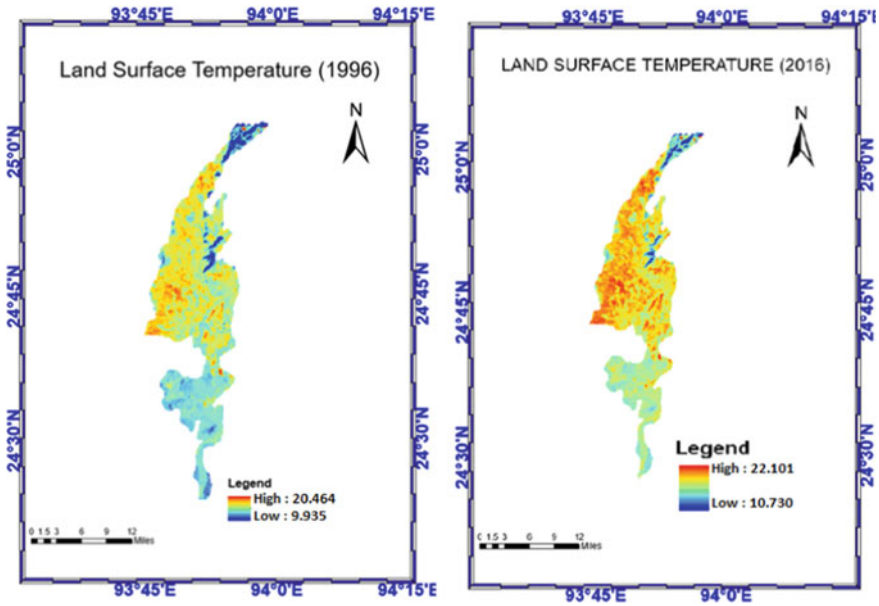 93°45'E 94°0'E 94°15'E
Land Surface Temperature (1996)
N
25°0'N
25°0'N
24°45'N
24°45'N
24°30'N
24°30'N
Legend
High : 20.464
Low : 9.935
0 1.5 3 6 9 12
Miles
93°45'E 94°0'E 94°15'E
93°45'E 94°0'E 94°15'E
LAND SURFACE TEMPERATURE (2016)
N
25°0'N
25°0'N
24°45'N
24°45'N
24°30'N
24°30'N
Legend
High : 22.101
Low : 10.730
0 1.5 3 6 9 12
Miles
93°45'E 94°0'E 94°15'E